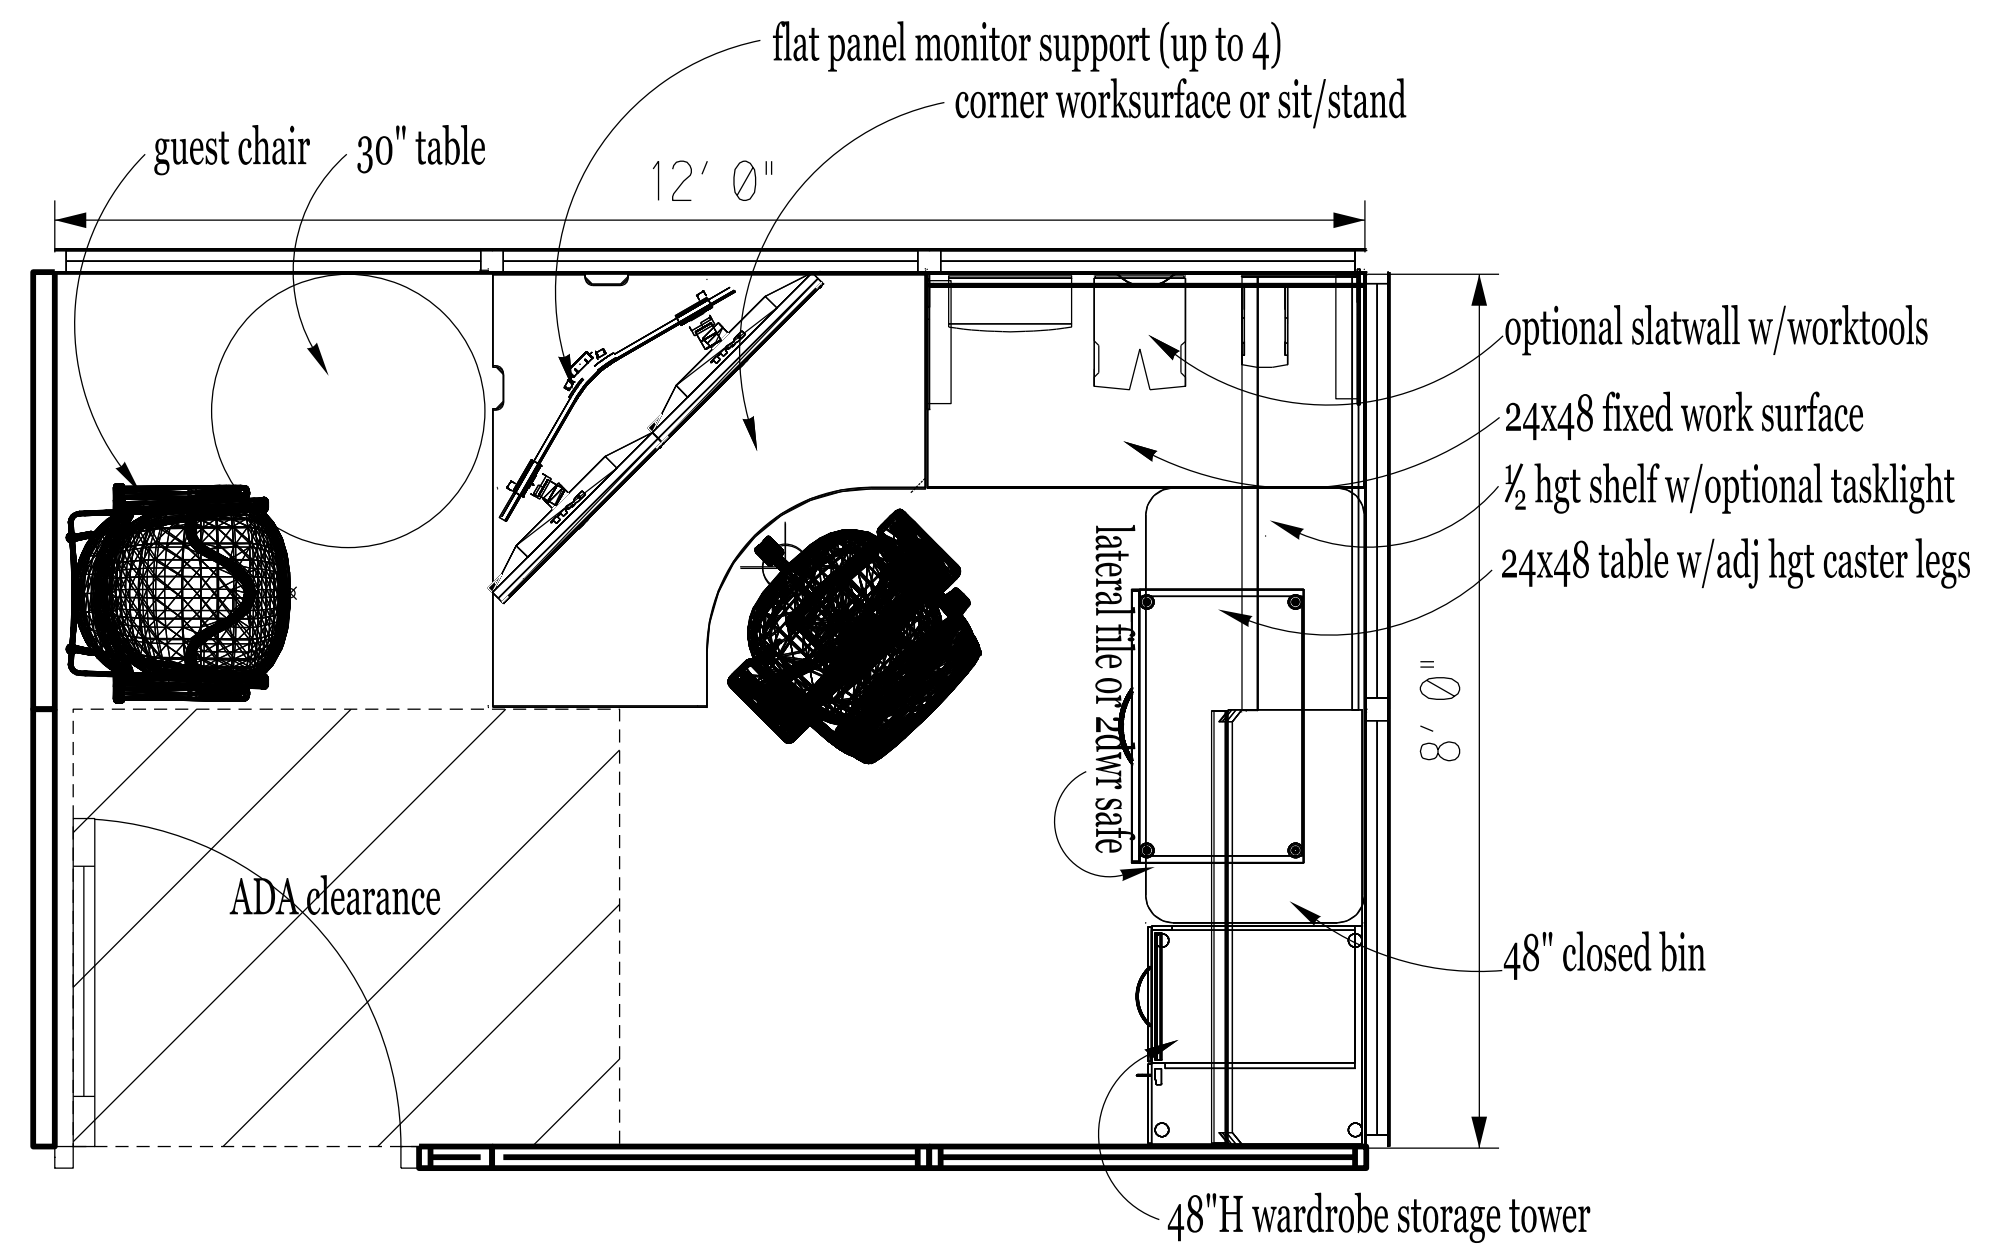 flat panel monitor support (up to 4)
corner worksurface or sit/stand
guest chair
30" table
12' 0"
optional slatwall w/worktools
24x48 fixed work surface
½ hgt shelf w/optional tasklight
24x48 table w/adj hgt caster legs
lateral file or 2dwr safe
8' 0"
ADA clearance
48" closed bin
48"H wardrobe storage tower